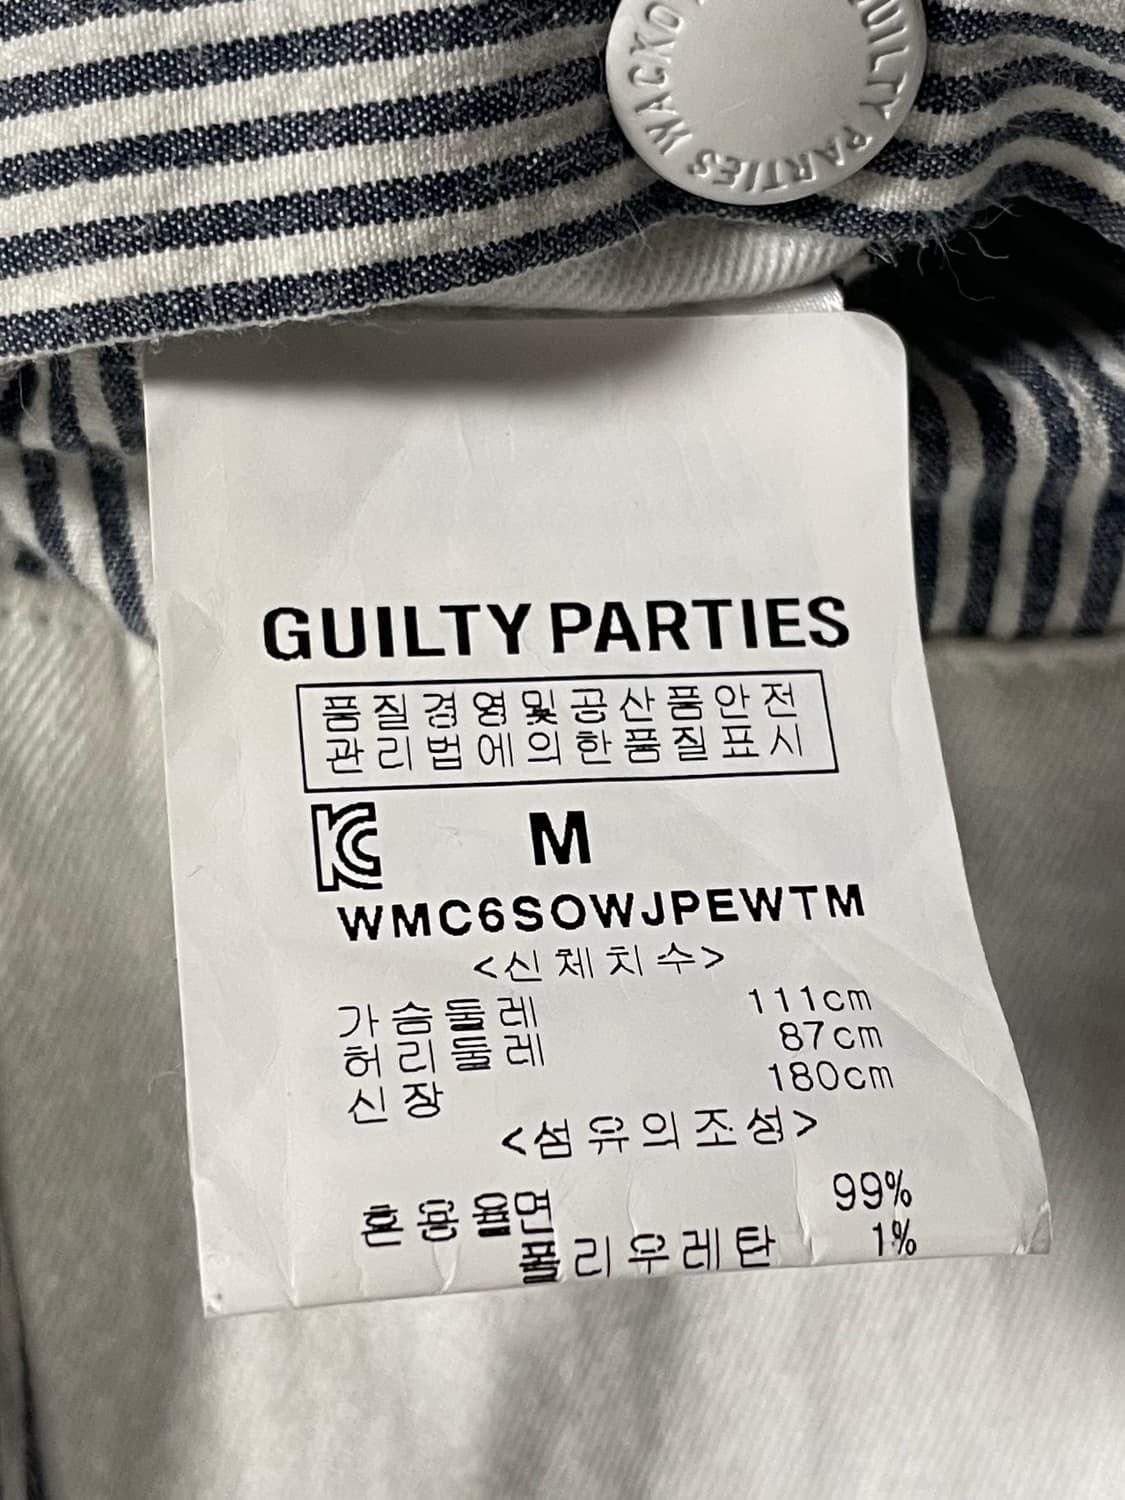 WACKO
GUILTY PARTIES
GUILTY PARTIES
품질경영및공산품안전
관리법에의한품질표시
M
WMC6SOWJPEWTM
<신체치수>
가슴둘레 111cm
허리둘레 87cm
신장 180cm
<섬유의조성>
혼용율면 99%
폴리우레탄 1%